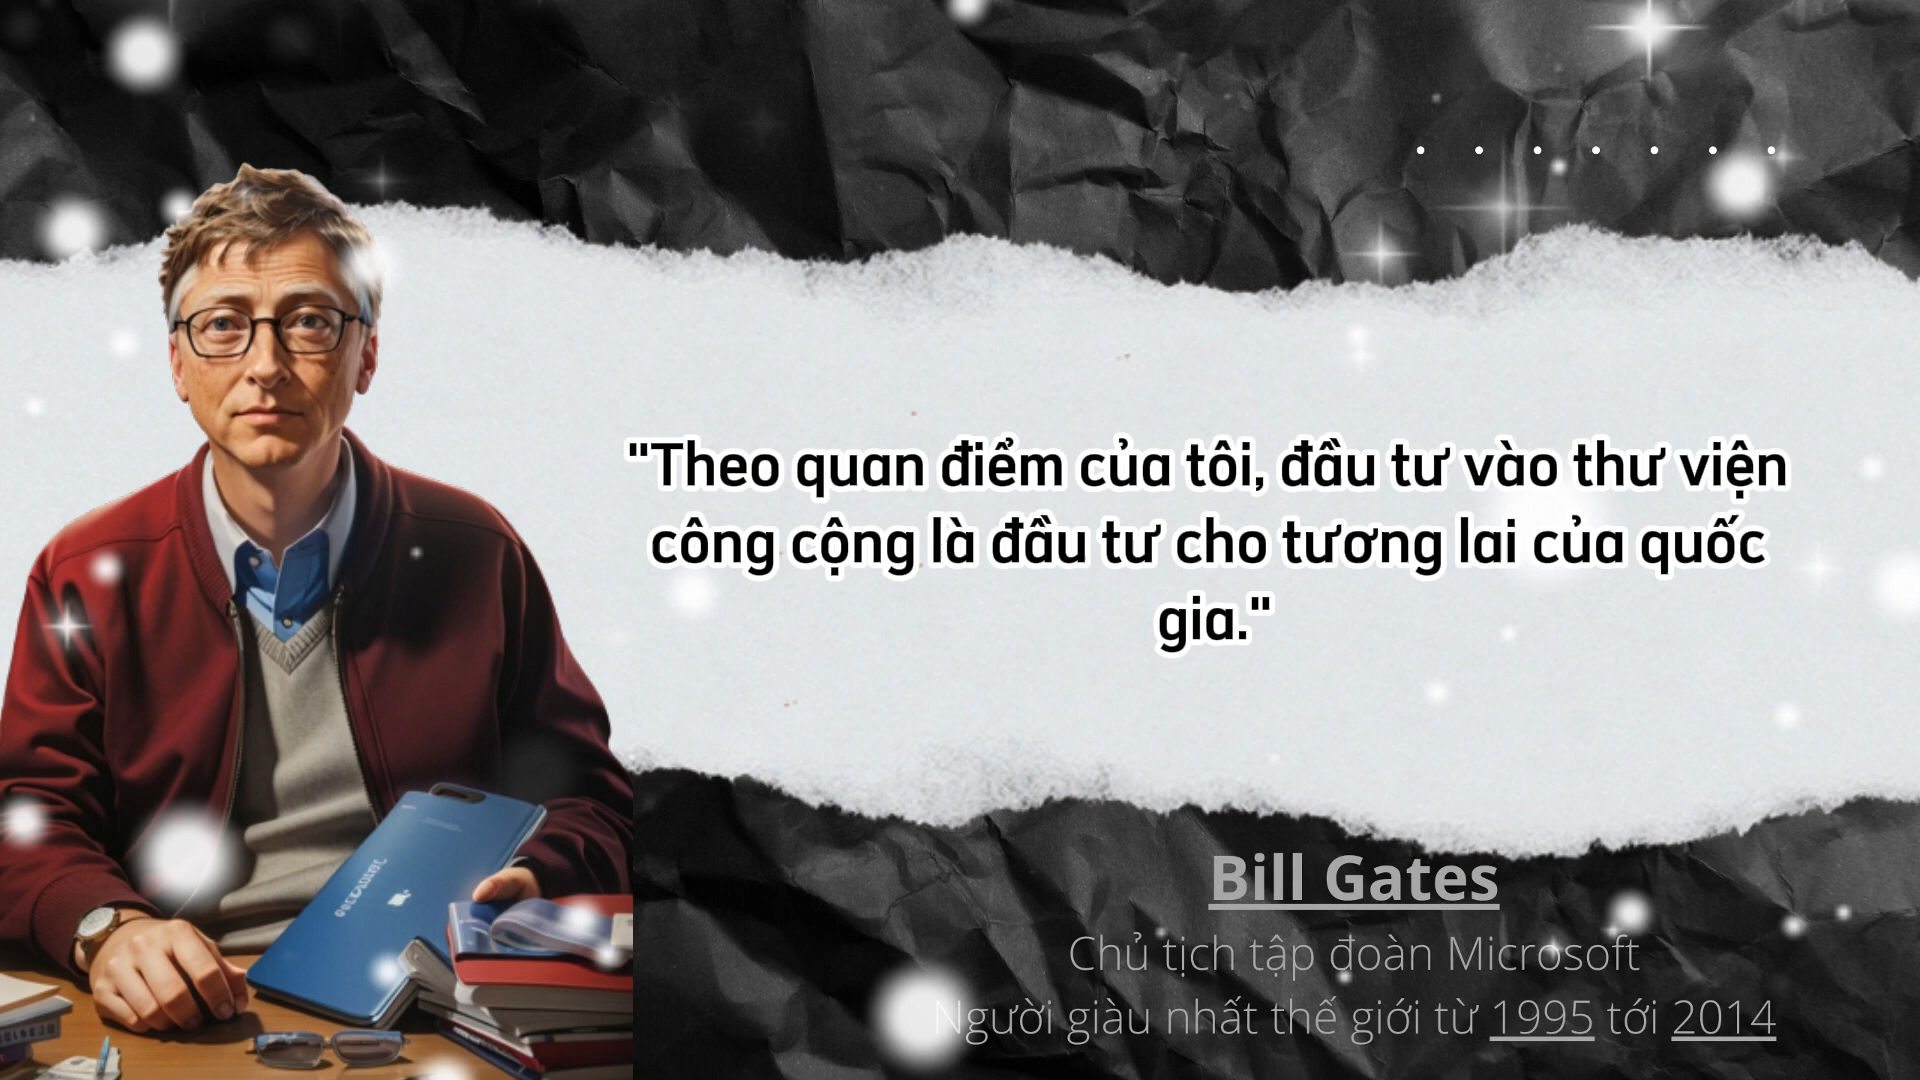 "Theo quan điểm của tôi, đầu tư vào thư viện
công cộng là đầu tư cho tương lai của quốc
gia."
Bill Gates
Chủ tịch tập đoàn Microsoft
Người giàu nhất thế giới từ 1995 tới 2014